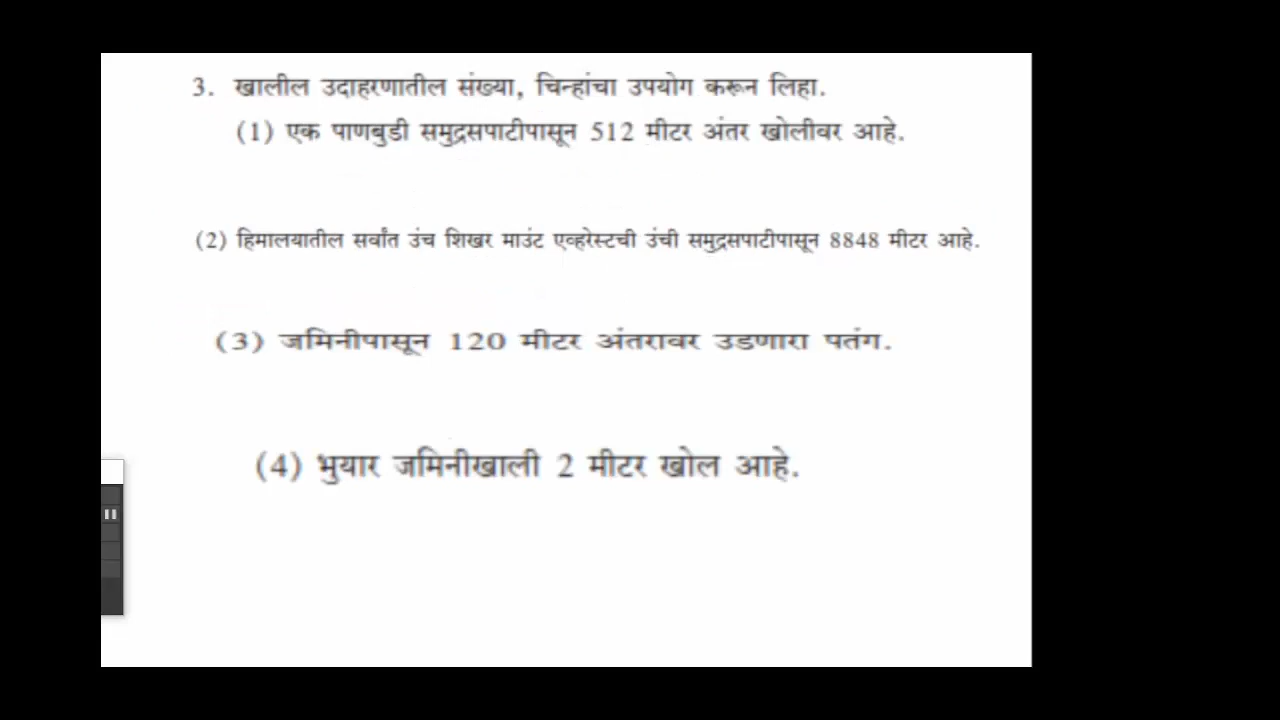 3. खालील उदाहरणातील संख्या, चिन्हांचा उपयोग करून लिहा.
(1) एक पाणबुडी समुद्रसपाटीपासून 512 मीटर अंतर खोलीवर आहे.
(2) हिमालयातील सर्वांत उंच शिखर माउंट एव्हरेस्टची उंची समुद्रसपाटीपासून 8848 मीटर आहे.
(3) जमिनीपासून 120 मीटर अंतरावर उडणारा पतंग.
(4) भुयार जमिनीखाली 2 मीटर खोल आहे.